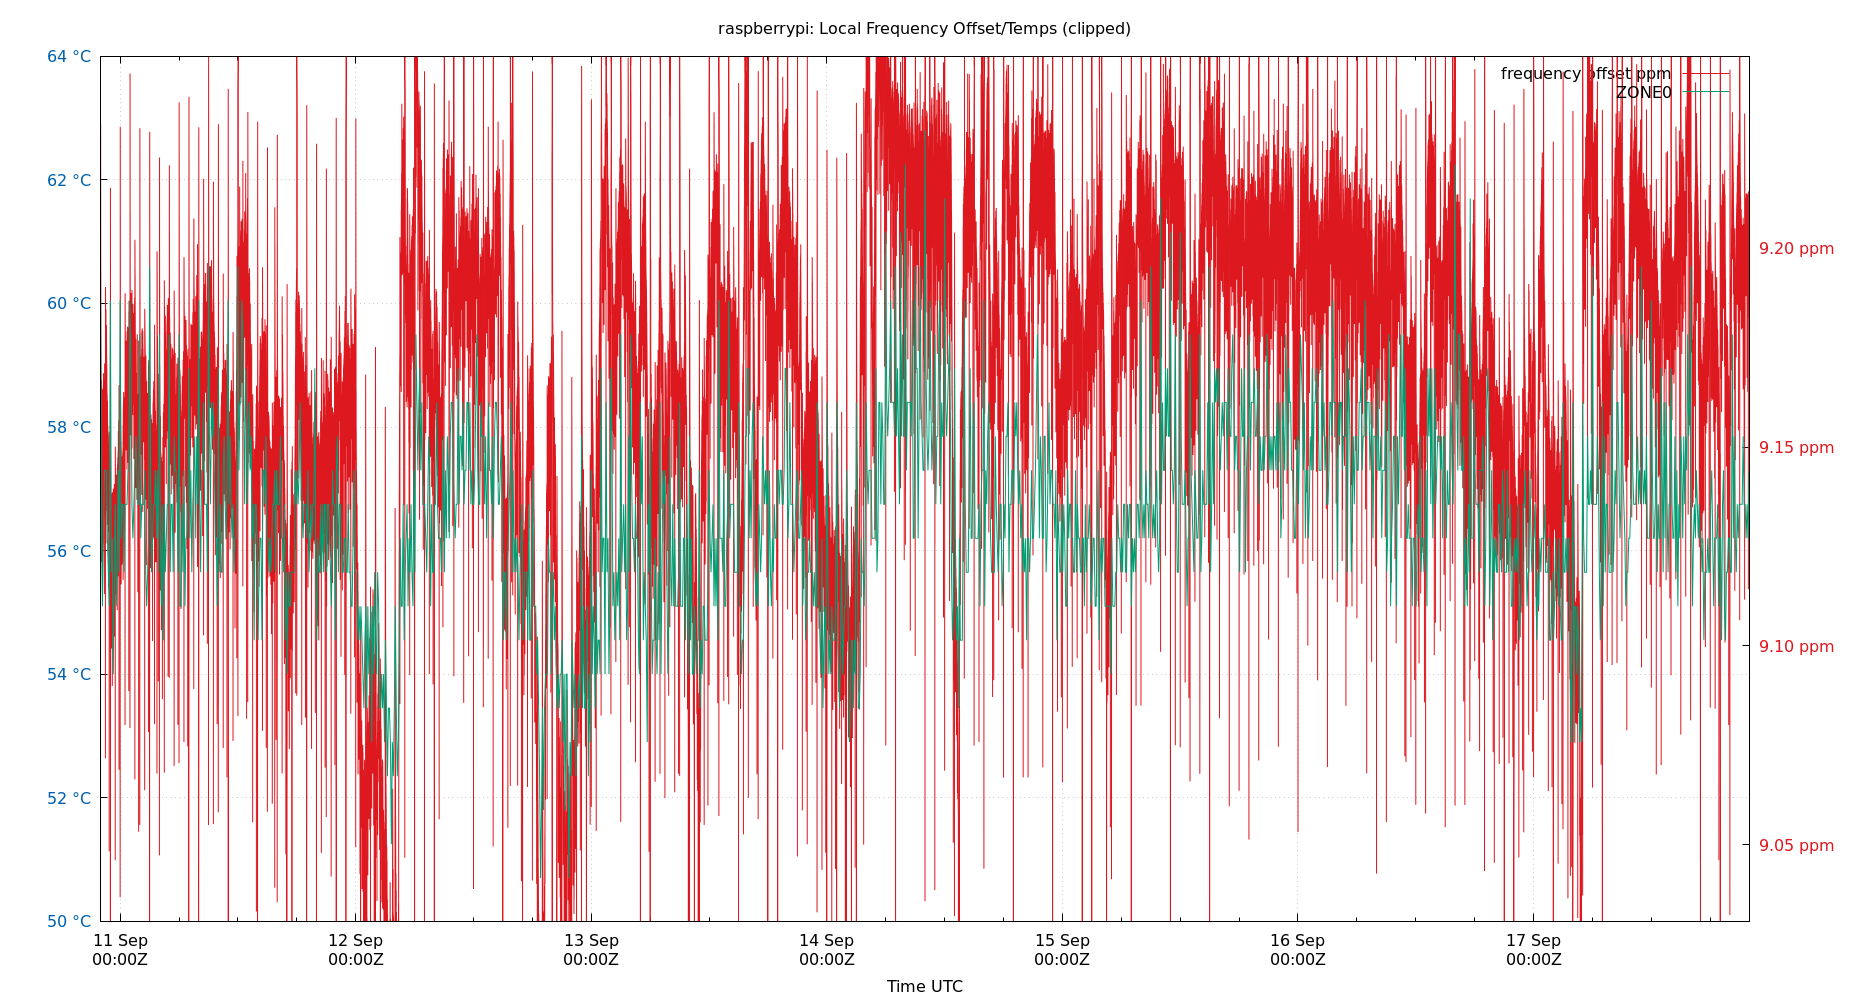 raspberrypi: Local Frequency Offset/Temps (clipped)
64 °C
62 °C
60 °C
58 °C
56 °C
54 °C
52 °C
50 °C
frequency offset ppm
ZONE0
9.20 ppm
9.15 ppm
9.10 ppm
9.05 ppm
11 Sep 12 Sep 13 Sep 14 Sep 15 Sep 16 Sep 17 Sep
00:00Z 00:00Z 00:00Z 00:00Z 00:00Z 00:00Z 00:00Z
Time UTC